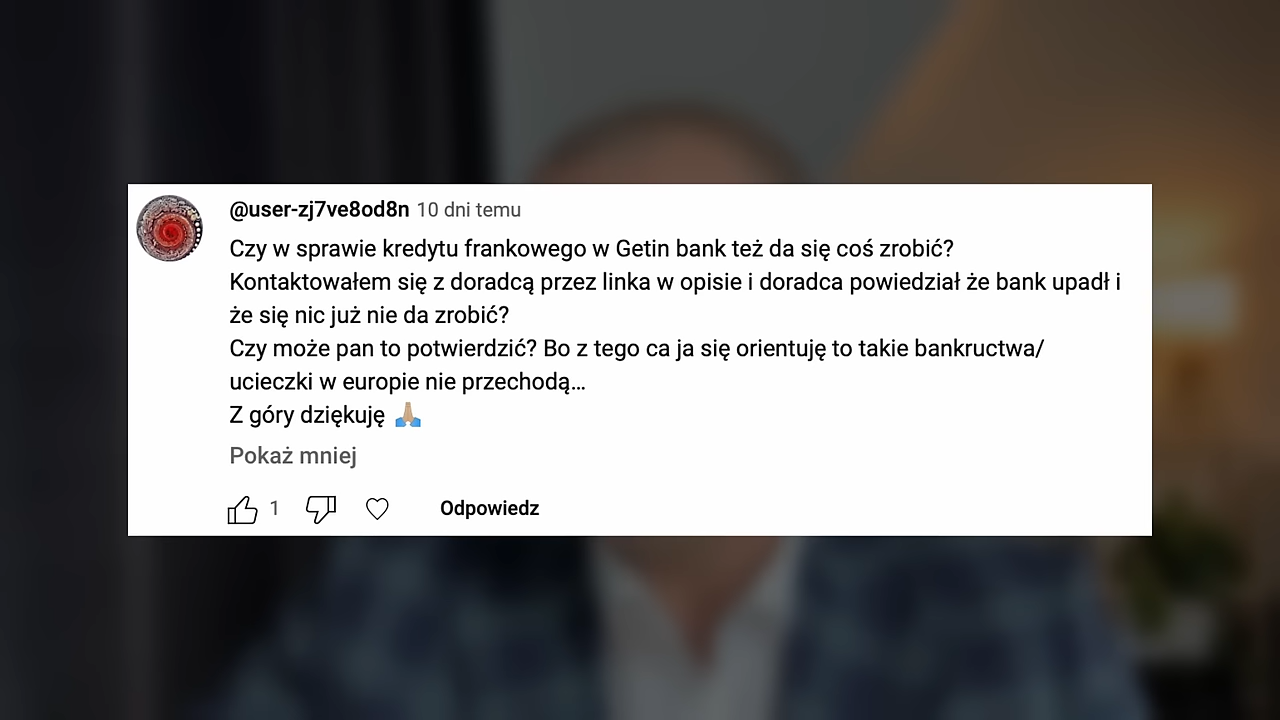 @user-zj7ve8od8n 10 dni temu
Czy w sprawie kredytu frankowego w Getin bank też da się coś zrobić?
Kontaktowałem się z doradcą przez linka w opisie i doradca powiedział że bank upadł i
że się nic już nie da zrobić?
Czy może pan to potwierdzić? Bo z tego ca ja się orientuję to takie bankructwa/
ucieczki w europie nie przechodą...
Z góry dziękuję 🙏🏼
Pokaż mniej
1 Odpowiedz